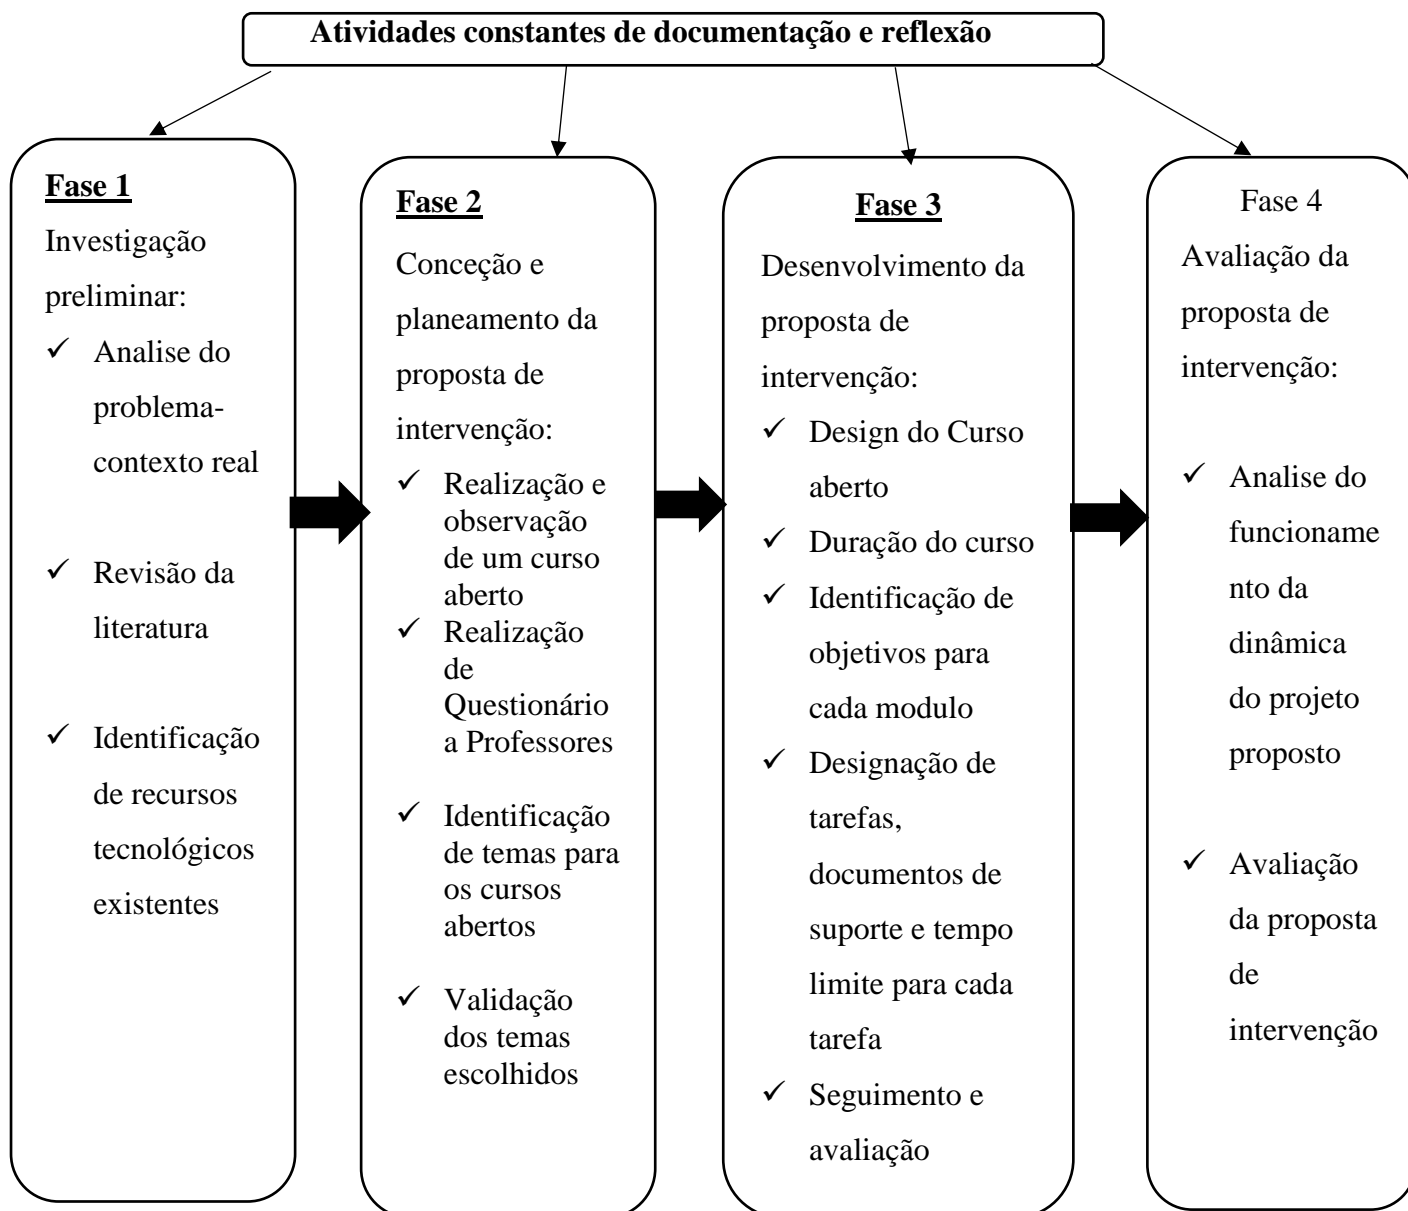 Atividades constantes de documentação e reflexão
Fase 1
Investigação
preliminar:
✓ Analise do
problema-
contexto real
✓ Revisão da
literatura
✓ Identificação
de recursos
tecnológicos
existentes
Fase 2
Conceção e
planeamento da
proposta de
intervenção:
✓ Realização e
observação
de um curso
aberto
✓ Realização
de
Questionário
a Professores
✓ Identificação
de temas para
os cursos
abertos
✓ Validação
dos temas
escolhidos
Fase 3
Desenvolvimento da
proposta de
intervenção:
✓ Design do Curso
aberto
✓ Duração do curso
✓ Identificação de
objetivos para
cada modulo
✓ Designação de
tarefas,
documentos de
suporte e tempo
limite para cada
tarefa
✓ Seguimento e
avaliação
Fase 4
Avaliação da
proposta de
intervenção:
✓ Analise do
funcioname
nto da
dinâmica
do projeto
proposto
✓ Avaliação
da proposta
de
intervenção